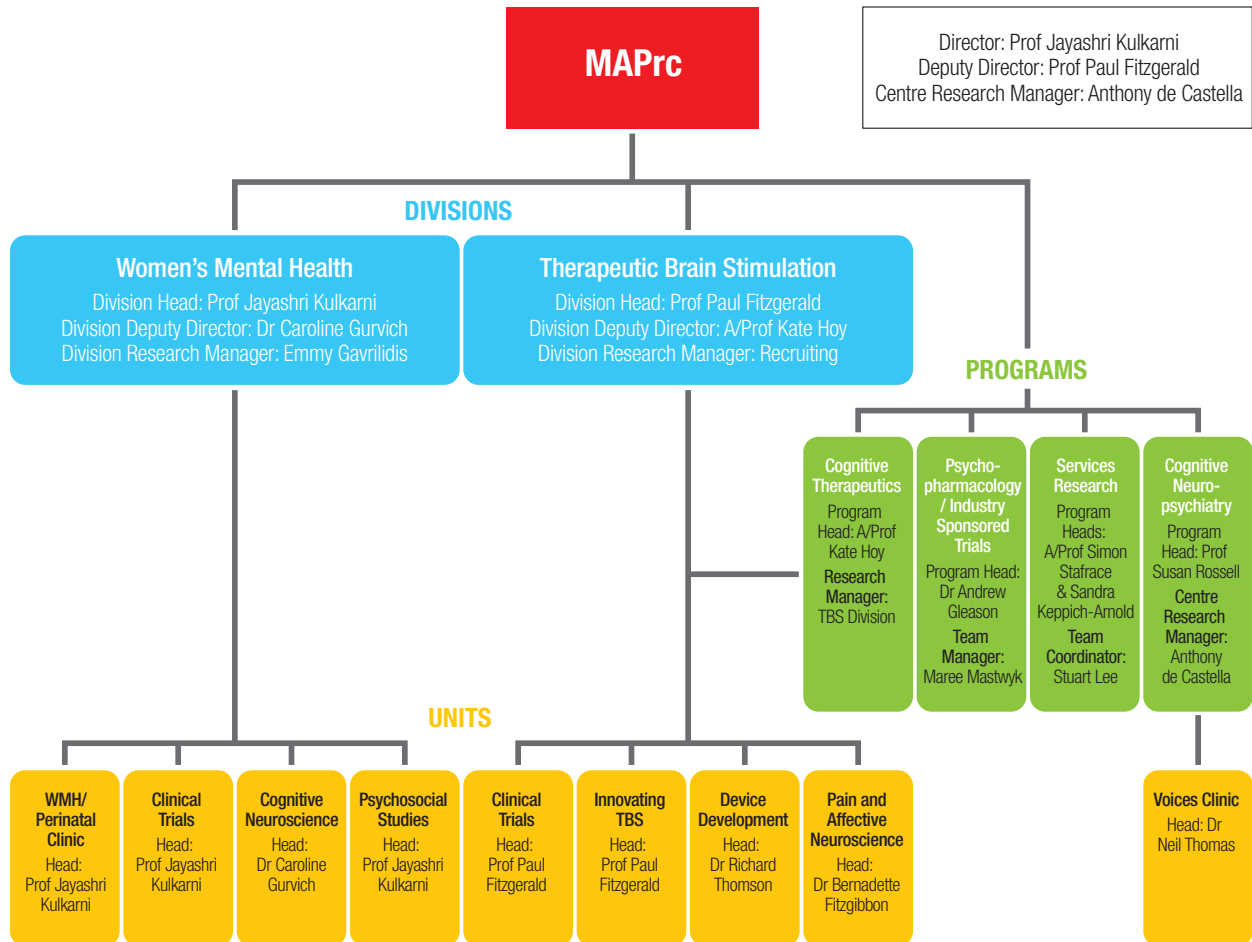 MAPrc
Director: Prof Jayashri Kulkarni
Deputy Director: Prof Paul Fitzgerald
Centre Research Manager: Anthony de Castella
DIVISIONS
Women's Mental Health
Division Head: Prof Jayashri Kulkarni
Division Deputy Director: Dr Caroline Gurvich
Division Research Manager: Emmy Gavrilidis
Therapeutic Brain Stimulation
Division Head: Prof Paul Fitzgerald
Division Deputy Director: A/Prof Kate Hoy
Division Research Manager: Recruiting
PROGRAMS
Cognitive
Therapeutics
Program
Head: A/Prof
Kate Hoy
Research
Manager:
TBS Division
Psycho-
pharmacology
/ Industry
Sponsored
Trials
Program Head:
Dr Andrew
Gleason
Team
Manager:
Maree Mastwyk
Services
Research
Program
Heads:
A/Prof Simon
Stafrace
& Sandra
Keppich-Arnold
Team
Coordinator:
Stuart Lee
Cognitive
Neuro-
psychiatry
Program
Head: Prof
Susan Rossell
Centre
Research
Manager:
Anthony
de Castella
UNITS
WMH/
Perinatal
Clinic
Head:
Prof Jayashri
Kulkarni
Clinical
Trials
Head:
Prof Jayashri
Kulkarni
Cognitive
Neuroscience
Head:
Dr Caroline
Gurvich
Psychosocial
Studies
Head:
Prof Jayashri
Kulkarni
Clinical
Trials
Head:
Prof Paul
Fitzgerald
Innovating
TBS
Head:
Prof Paul
Fitzgerald
Device
Development
Head:
Dr Richard
Thomson
Pain and
Affective
Neuroscience
Head:
Dr Bernadette
Fitzgibbon
Voices Clinic
Head: Dr
Neil Thomas